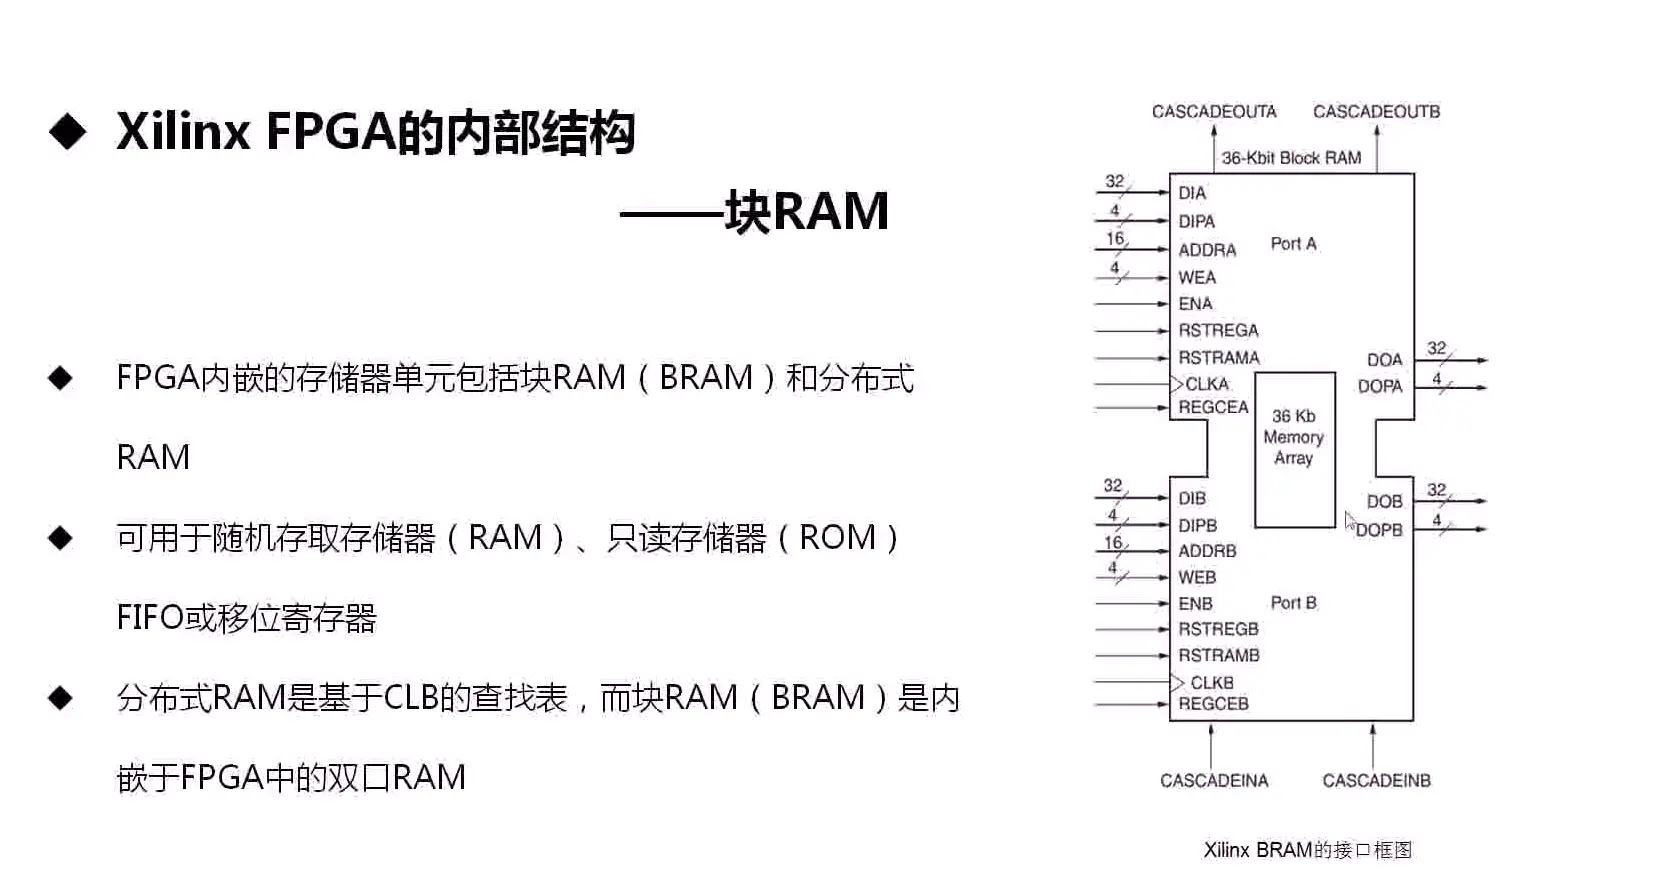 ◆ Xilinx FPGA的内部结构
——块RAM
◆ FPGA内嵌的存储器单元包括块RAM（BRAM）和分布式
RAM
◆ 可用于随机存取存储器（RAM）、只读存储器（ROM）
FIFO或移位寄存器
◆ 分布式RAM是基于CLB的查找表，而块RAM（BRAM）是内
嵌于FPGA中的双口RAM
CASCADEOUTA CASCADEOUTB
36-Kbit Block RAM
32 DIA
4 DIPA
16 ADDRA
Port A
4 WEA
ENA
RSTREGA
RSTRAMA
CLKA
REGCEA
DOA 32
DOPA 4
36 Kb
Memory
Array
32 DIB
4 DIPB
16 ADDRB
4 WEB
ENB
Port B
RSTREGB
RSTRAMB
CLKB
REGCEB
DOB 32
DOPB 4
CASCADEINA CASCADEINB
Xilinx BRAM的接口框图